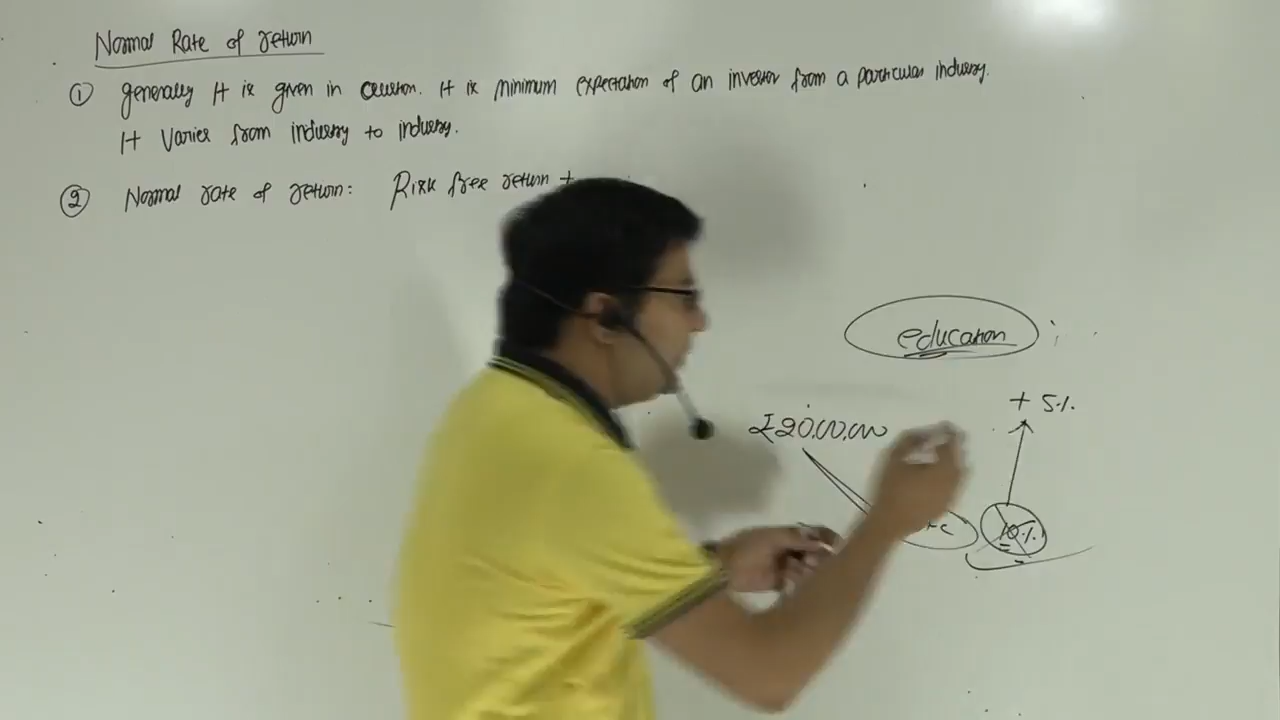 Normal Rate of return
① generally It is given in Question. It is minimum expectation of an investor from a particular industry.
It varies from industry to industry.
② Normal rate of return: Risk free return +
education
+ 5%
₹20,00,000
10%